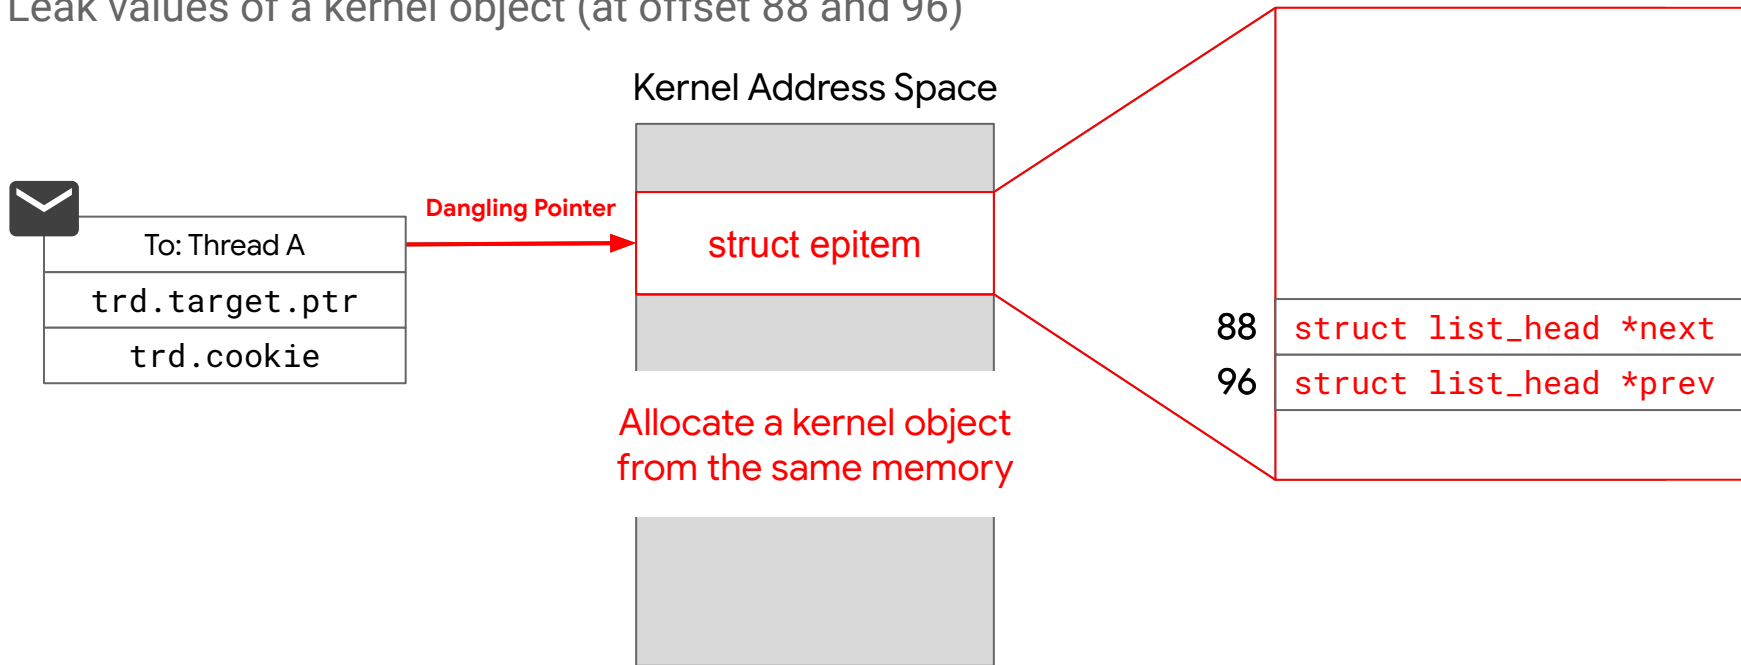 Leak values of a kernel object (at offset 88 and 96)
Kernel Address Space
Dangling Pointer
To: Thread A
trd.target.ptr
trd.cookie
struct epitem
88 struct list_head *next
96 struct list_head *prev
Allocate a kernel object
from the same memory